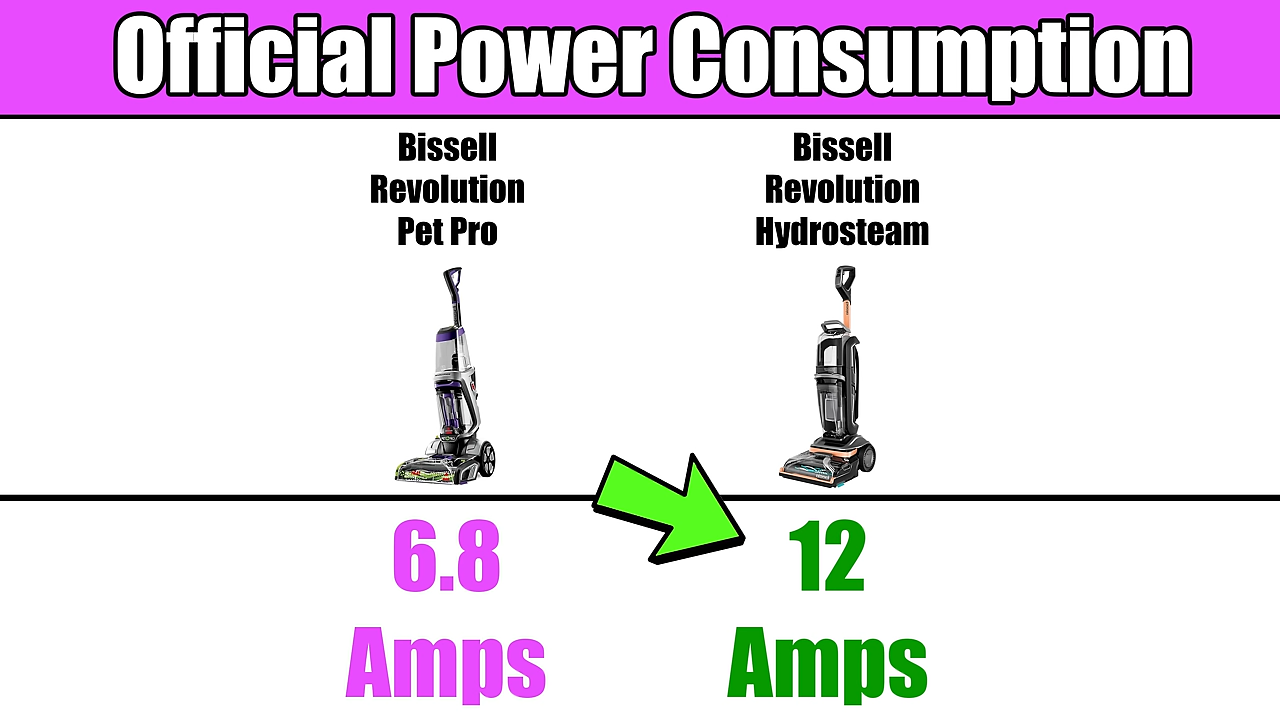 Official Power Consumption
Bissell
Revolution
Pet Pro
Bissell
Revolution
Hydrosteam
6.8
Amps
12
Amps